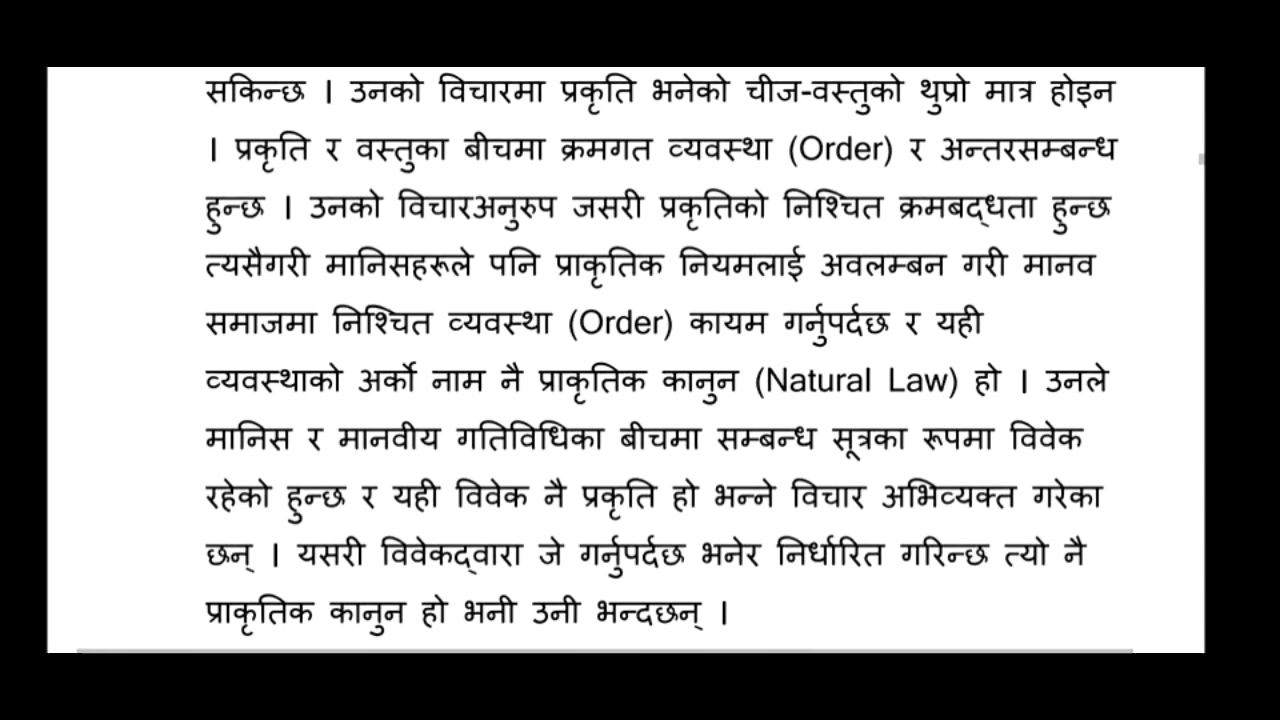 सकिन्छ । उनको विचारमा प्रकृति भनेको चीज-वस्तुको थुप्रो मात्र होइन
। प्रकृति र वस्तुका बीचमा क्रमगत व्यवस्था (Order) र अन्तरसम्बन्ध
हुन्छ । उनको विचारअनुरुप जसरी प्रकृतिको निश्चित क्रमबद्धता हुन्छ
त्यसैगरी मानिसहरूले पनि प्राकृतिक नियमलाई अवलम्बन गरी मानव
समाजमा निश्चित व्यवस्था (Order) कायम गर्नुपर्दछ र यही
व्यवस्थाको अर्को नाम नै प्राकृतिक कानुन (Natural Law) हो । उनले
मानिस र मानवीय गतिविधिका बीचमा सम्बन्ध सूत्रका रूपमा विवेक
रहेको हुन्छ र यही विवेक नै प्रकृति हो भन्ने विचार अभिव्यक्त गरेका
छन् । यसरी विवेकद्वारा जे गर्नुपर्दछ भनेर निर्धारित गरिन्छ त्यो नै
प्राकृतिक कानुन हो भनी उनी भन्दछन् ।